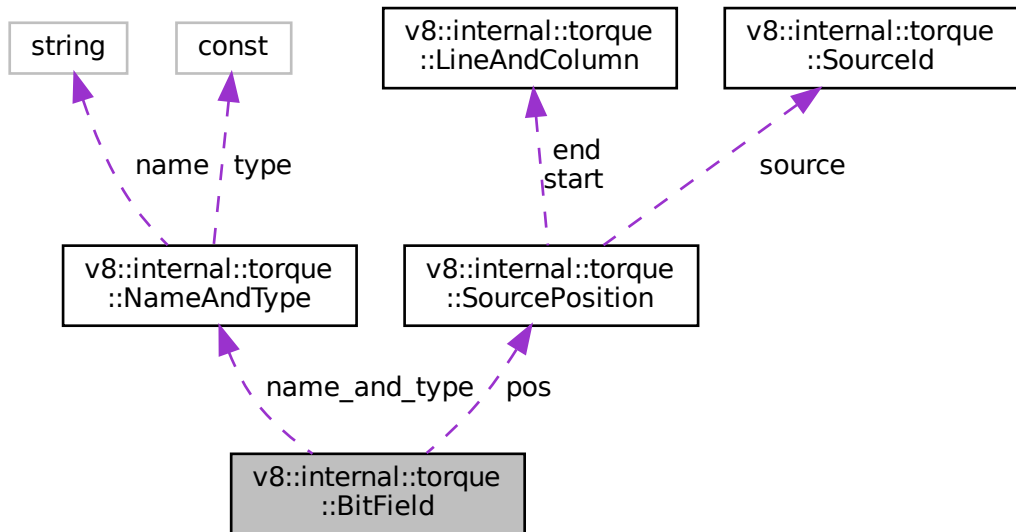 string
const
v8::internal::torque
::LineAndColumn
v8::internal::torque
::SourceId
name
type
end
start
source
v8::internal::torque
::NameAndType
v8::internal::torque
::SourcePosition
name_and_type
pos
v8::internal::torque
::BitField